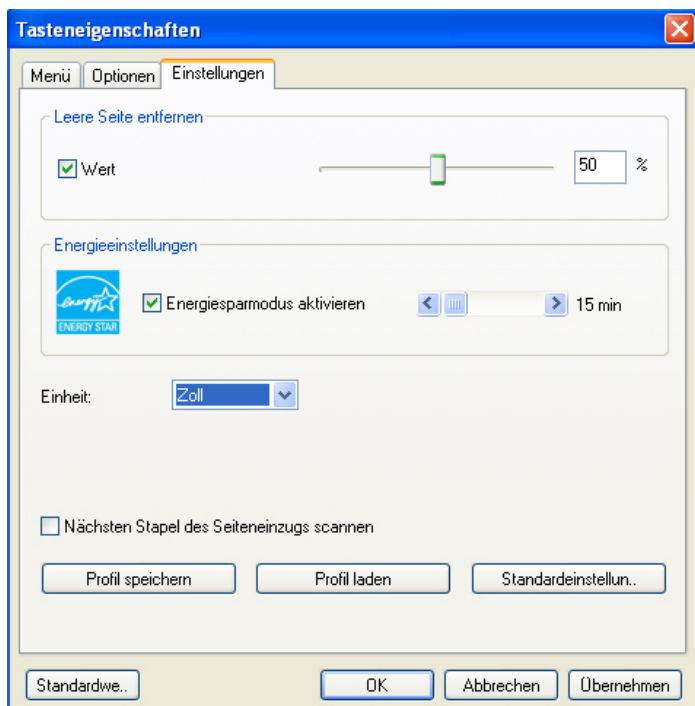 Tasteneigenschaften
Menü Optionen Einstellungen
Leere Seite entfernen
Wert 50 %
Energieeinstellungen
energy
ENERGY STAR
Energiesparmodus aktivieren 15 min
Einheit: Zoll
Nächsten Stapel des Seiteneinzugs scannen
Profil speichern Profil laden Standardeinstellun..
Standardwe.. OK Abbrechen Übernehmen